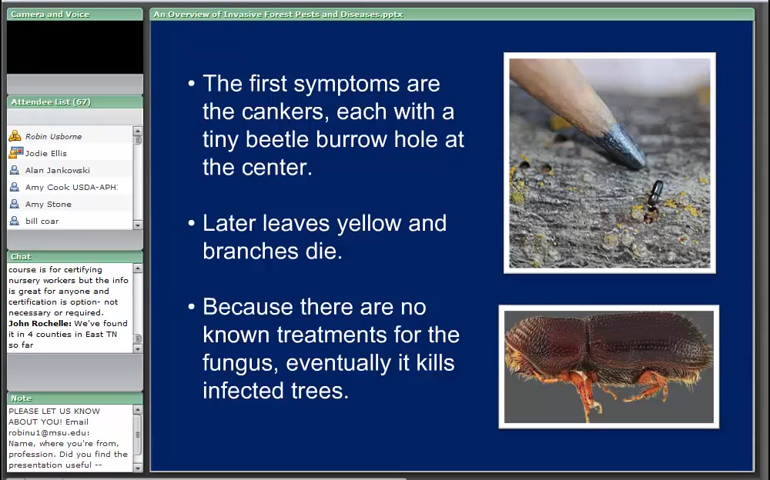 Camera and Voice
An Overview of Invasive Forest Pests and Diseases.pptx
Attendee List (67)
Robin Usborne
Jodie Ellis
Alan Jankowski
Amy Cook USDA-APH
Amy Stone
bill coar
Chat
course is for certifying
nursery workers but the info
is great for anyone and
certification is option- not
necessary or required.
John Rochelle: We've found
it in 4 counties in East TN
so far
Note
PLEASE LET US KNOW
ABOUT YOU! Email
robinu1@msu.edu:
Name, where you're from,
profession. Did you find the
presentation useful --
• The first symptoms are
the cankers, each with a
tiny beetle burrow hole at
the center.
• Later leaves yellow and
branches die.
• Because there are no
known treatments for the
fungus, eventually it kills
infected trees.